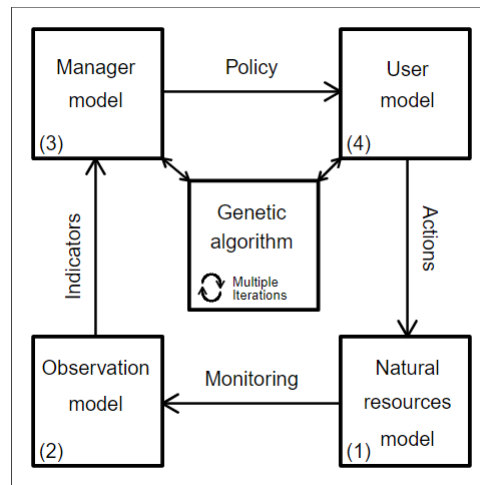 Manager
model
(3)
Policy
User
model
(4)
Genetic
algorithm
Multiple
Iterations
Indicators
Actions
Observation
model
(2)
Monitoring
Natural
resources
model
(1)